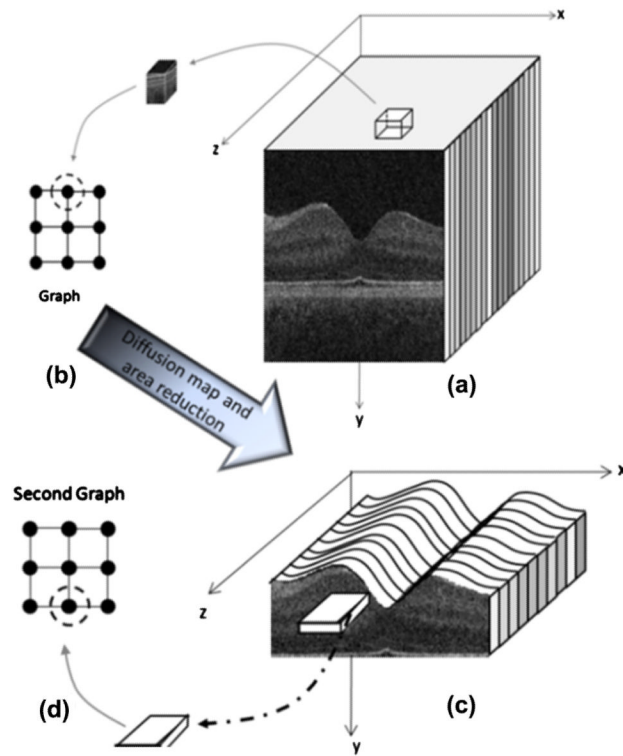 x
z
Graph
(b)
Diffusion map and
area reduction
(a)
y
Second Graph
x
z
(d)
(c)
y